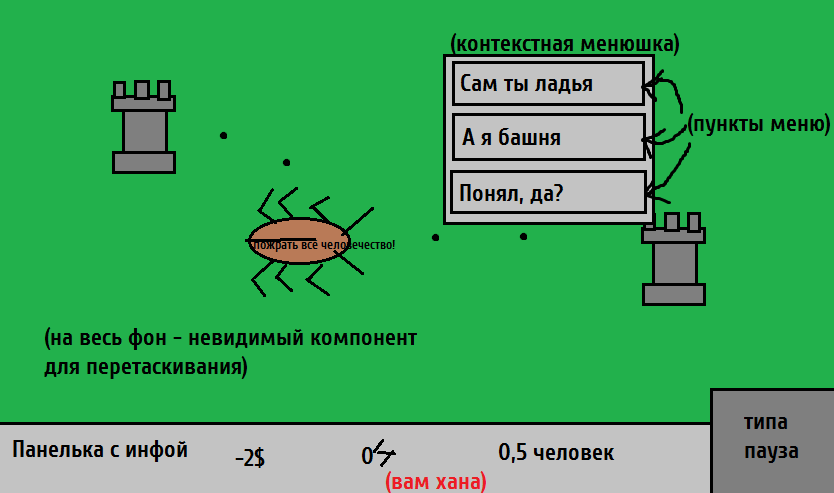 (контекстная менюшка)
Сам ты ладья
А я башня
(пункты меню)
Понял, да?
пожрать всё человечество!
(на весь фон - невидимый компонент
для перетаскивания)
Панелька с инфой
-2$
0
0,5 человек
(вам хана)
типа
пауза